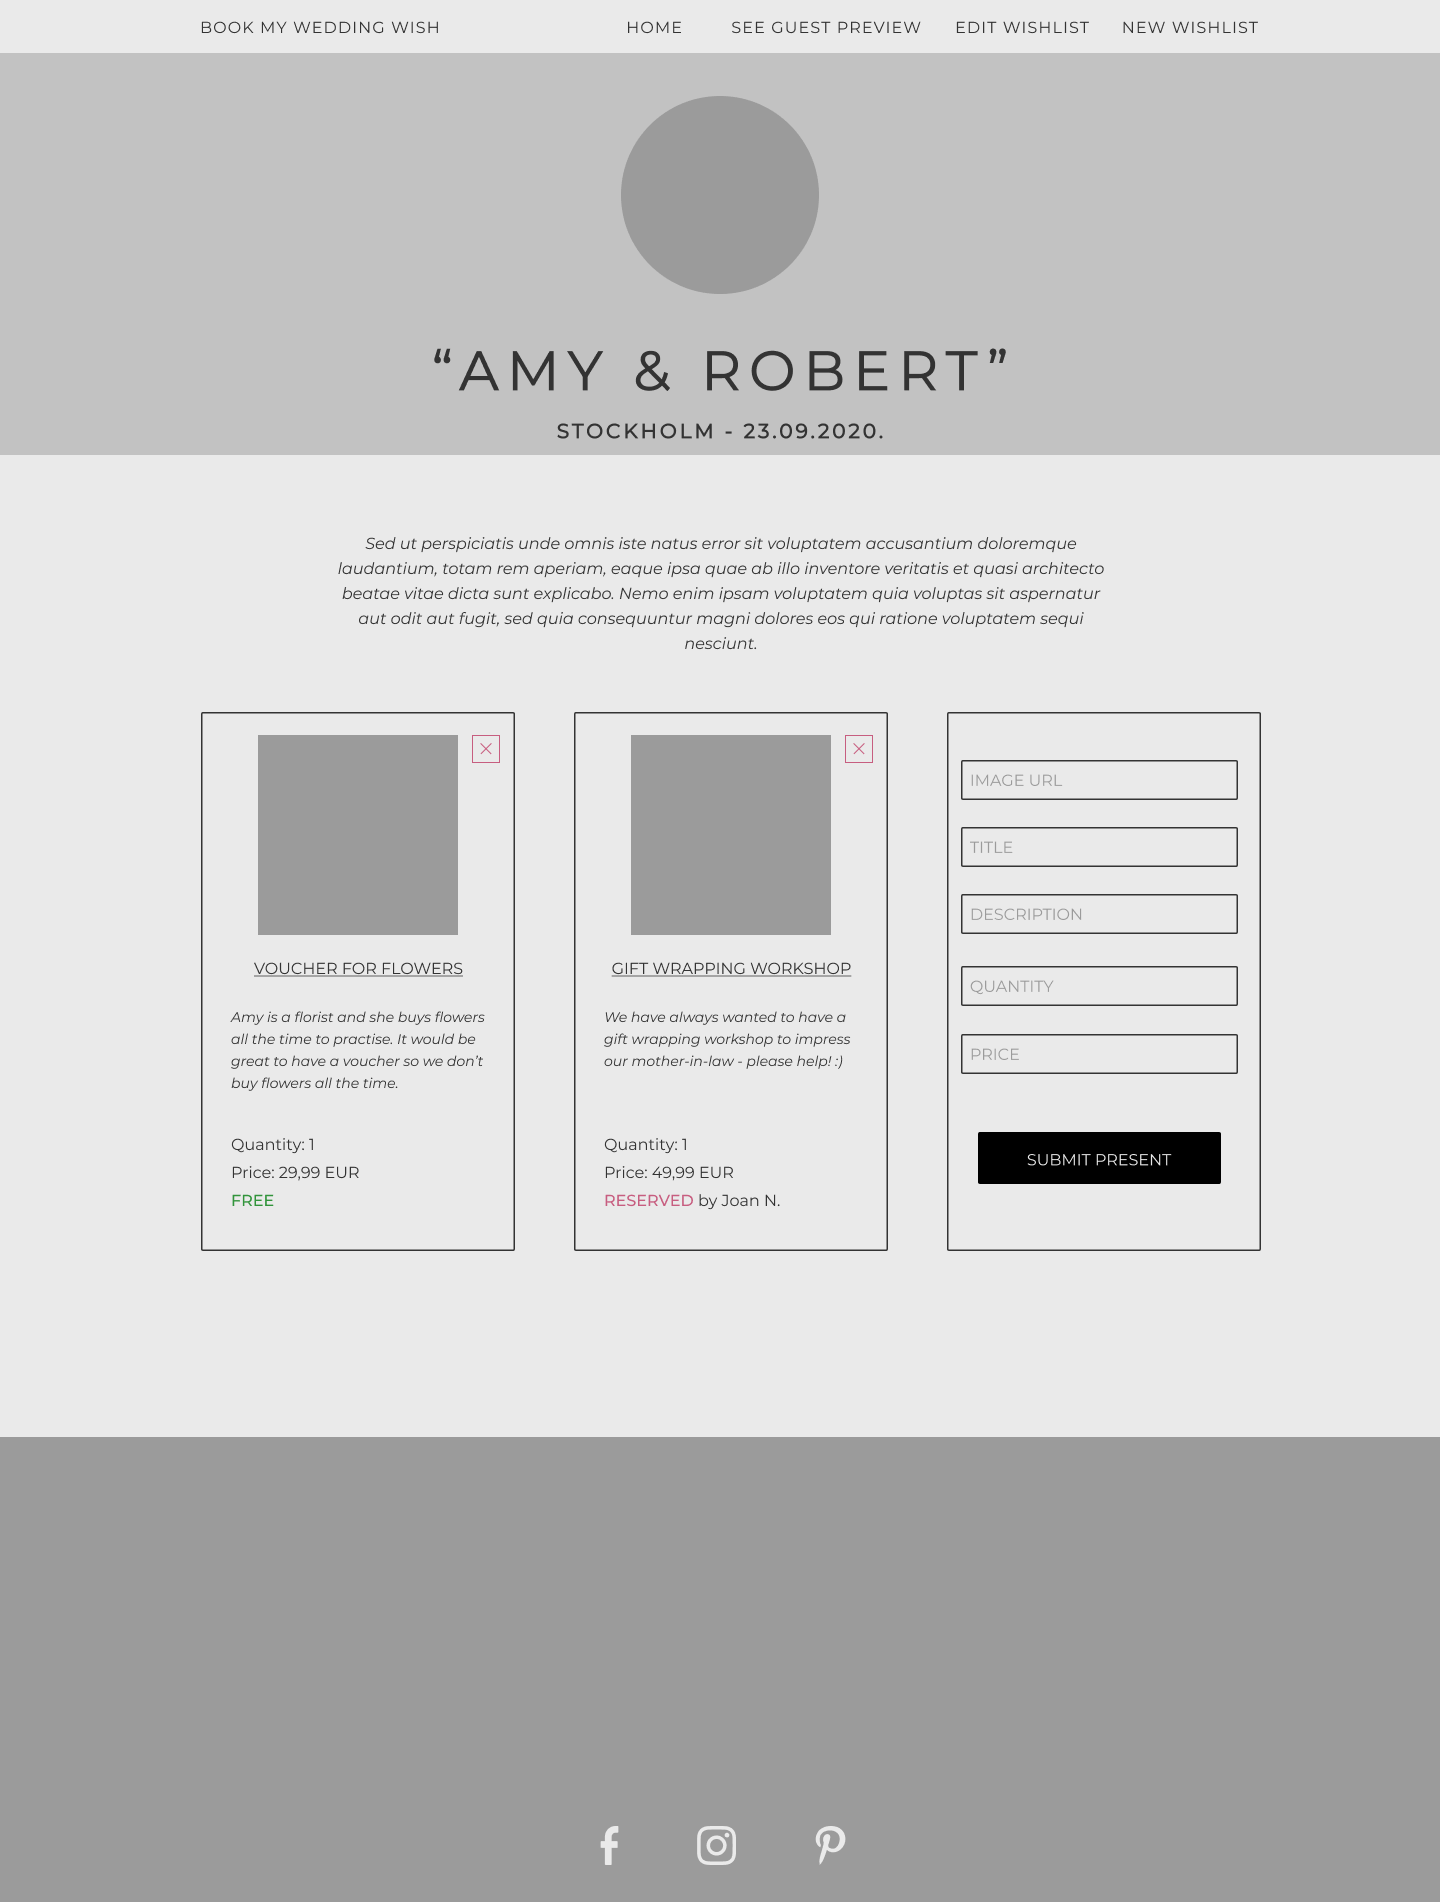 BOOK MY WEDDING WISH HOME SEE GUEST PREVIEW EDIT WISHLIST NEW WISHLIST
“AMY & ROBERT”
STOCKHOLM - 23.09.2020.
Sed ut perspiciatis unde omnis iste natus error sit voluptatem accusantium doloremque
laudantium, totam rem aperiam, eaque ipsa quae ab illo inventore veritatis et quasi architecto
beatae vitae dicta sunt explicabo. Nemo enim ipsam voluptatem quia voluptas sit aspernatur
aut odit aut fugit, sed quia consequuntur magni dolores eos qui ratione voluptatem sequi
nesciunt.
VOUCHER FOR FLOWERS
Amy is a florist and she buys flowers
all the time to practise. It would be
great to have a voucher so we don’t
buy flowers all the time.
Quantity: 1
Price: 29,99 EUR
FREE
GIFT WRAPPING WORKSHOP
We have always wanted to have a
gift wrapping workshop to impress
our mother-in-law - please help! :)
Quantity: 1
Price: 49,99 EUR
RESERVED by Joan N.
IMAGE URL
TITLE
DESCRIPTION
QUANTITY
PRICE
SUBMIT PRESENT